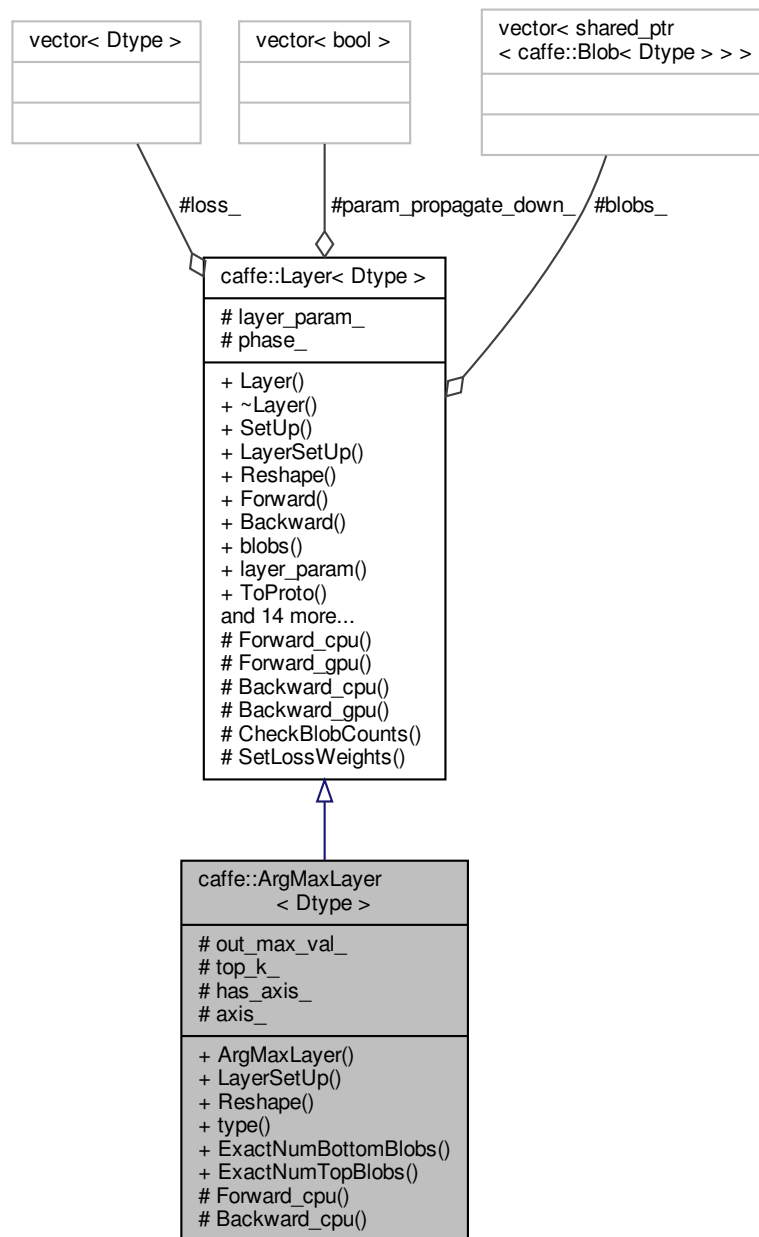 vector< Dtype >
vector< bool >
vector< shared_ptr
< caffe::Blob< Dtype > > >
#loss_
#param_propagate_down_
#blobs_
caffe::Layer< Dtype >
# layer_param_
# phase_
+ Layer()
+ ~Layer()
+ SetUp()
+ LayerSetUp()
+ Reshape()
+ Forward()
+ Backward()
+ blobs()
+ layer_param()
+ ToProto()
and 14 more...
# Forward_cpu()
# Forward_gpu()
# Backward_cpu()
# Backward_gpu()
# CheckBlobCounts()
# SetLossWeights()
caffe::ArgMaxLayer
< Dtype >
# out_max_val_
# top_k_
# has_axis_
# axis_
+ ArgMaxLayer()
+ LayerSetUp()
+ Reshape()
+ type()
+ ExactNumBottomBlobs()
+ ExactNumTopBlobs()
# Forward_cpu()
# Backward_cpu()